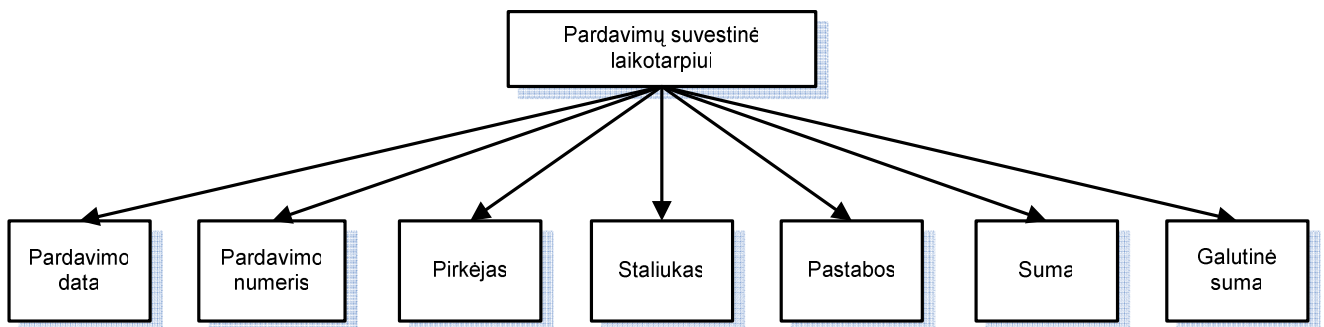 Pardavimų suvestinė
laikotarpiui
Pardavimo
data
Pardavimo
numeris
Pirkėjas
Staliukas
Pastabos
Suma
Galutinė
suma